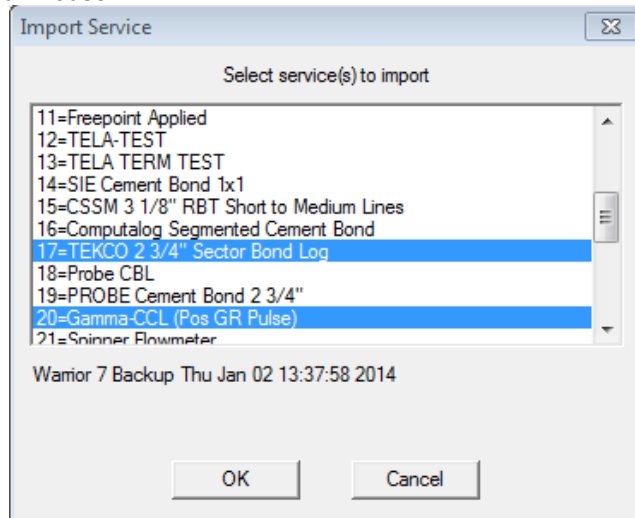 Import Service
Select service(s) to import
11=Freepoint Applied
12=TELA-TEST
13=TELA TERM TEST
14=SIE Cement Bond 1x1
15=CSSM 3 1/8" RBT Short to Medium Lines
16=Computalog Segmented Cement Bond
17=TEKCO 2 3/4" Sector Bond Log
18=Probe CBL
19=PROBE Cement Bond 2 3/4"
20=Gamma-CCL (Pos GR Pulse)
21=Spinner Flowmeter
Warrior 7 Backup Thu Jan 02 13:37:58 2014
OK
Cancel